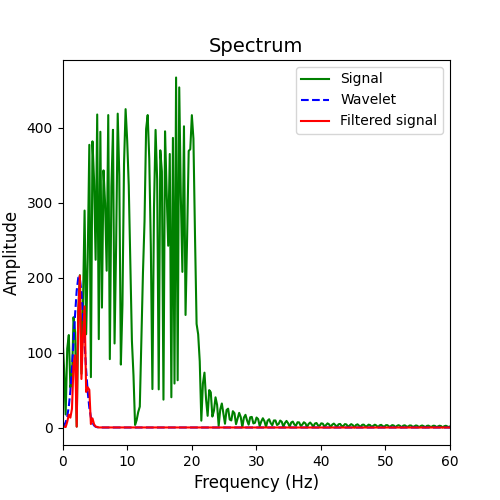 Spectrum
Signal
Wavelet
Filtered signal
Amplitude
400
300
200
100
0
0 10 20 30 40 50 60
Frequency (Hz)